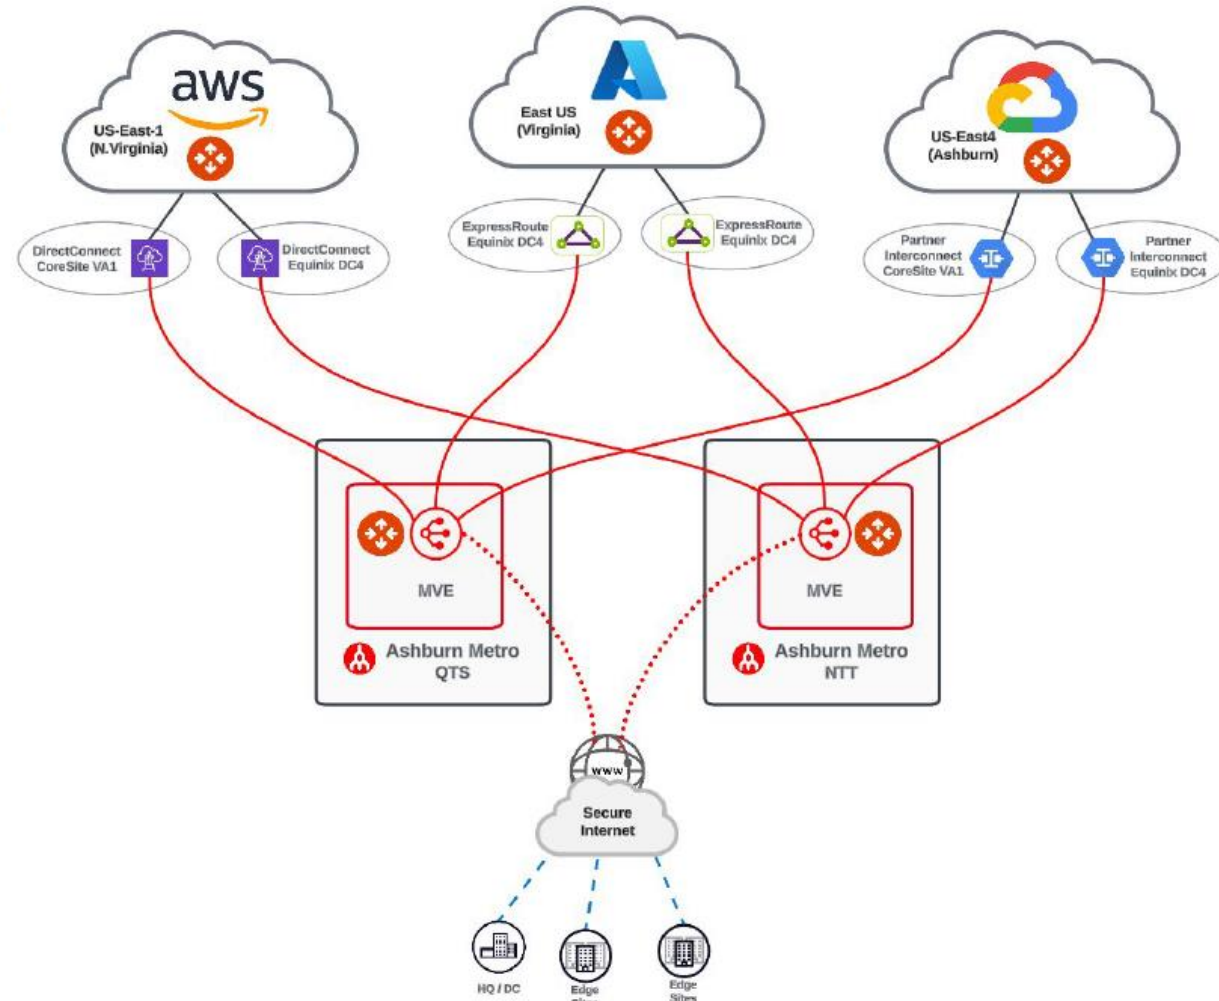 aws
US-East-1
(N.Virginia)
East US
(Virginia)
US-East4
(Ashburn)
DirectConnect
CoreSite VA1
DirectConnect
Equinix DC4
ExpressRoute
Equinix DC4
ExpressRoute
Equinix DC4
Partner
Interconnect
CoreSite VA1
Partner
Interconnect
Equinix DC4
MVE
Ashburn Metro
QTS
MVE
Ashburn Metro
NTT
www
Secure
Internet
HQ / DC
Edge
Edge
Sites